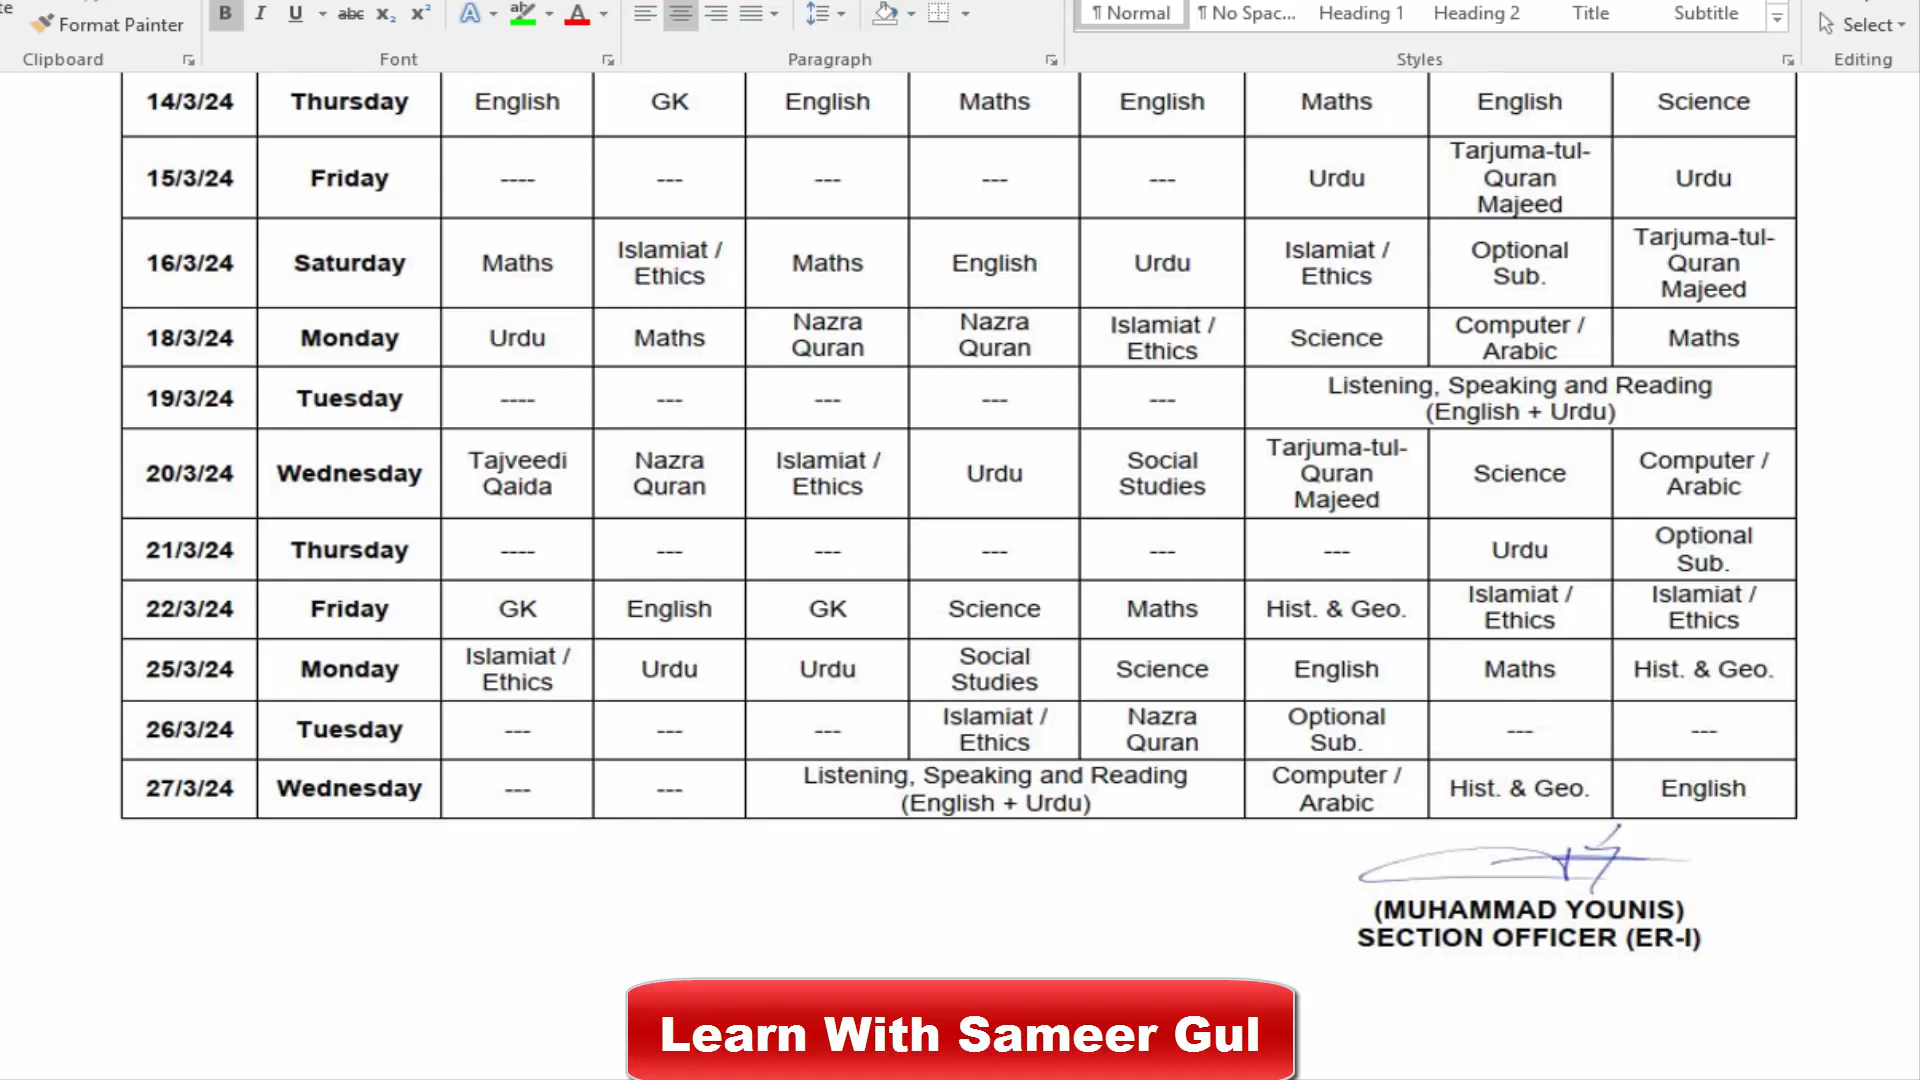 B I U abc x₂ x² A ab A
¶ Normal ¶ No Spac... Heading 1 Heading 2 Title Subtitle
Format Painter Select
Clipboard Font Paragraph Styles Editing
14/3/24 Thursday English GK English Maths English Maths English Science
15/3/24 Friday ---- --- --- --- --- Urdu Tarjuma-tul-Quran Majeed Urdu
16/3/24 Saturday Maths Islamiat / Ethics Maths English Urdu Islamiat / Ethics Optional Sub. Tarjuma-tul-Quran Majeed
18/3/24 Monday Urdu Maths Nazra Quran Nazra Quran Islamiat / Ethics Science Computer / Arabic Maths
19/3/24 Tuesday ---- --- --- --- --- Listening, Speaking and Reading (English + Urdu)
20/3/24 Wednesday Tajveedi Qaida Nazra Quran Islamiat / Ethics Urdu Social Studies Tarjuma-tul-Quran Majeed Science Computer / Arabic
21/3/24 Thursday ---- --- --- --- --- --- Urdu Optional Sub.
22/3/24 Friday GK English GK Science Maths Hist. & Geo. Islamiat / Ethics Islamiat / Ethics
25/3/24 Monday Islamiat / Ethics Urdu Urdu Social Studies Science English Maths Hist. & Geo.
26/3/24 Tuesday --- --- --- Islamiat / Ethics Nazra Quran Optional Sub. --- ---
27/3/24 Wednesday --- --- Listening, Speaking and Reading (English + Urdu) Computer / Arabic Hist. & Geo. English
(MUHAMMAD YOUNIS)
SECTION OFFICER (ER-I)
Learn With Sameer Gul